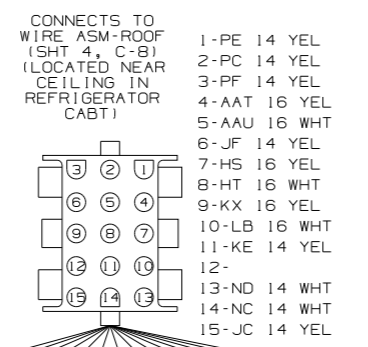 CONNECTS TO
WIRE ASM-ROOF
(SHT 4, C-8)
(LOCATED NEAR
CEILING IN
REFRIGERATOR
CABT)
1-PE 14 YEL
2-PC 14 YEL
3-PF 14 YEL
4-AAT 16 YEL
5-AAU 16 WHT
6-JF 14 YEL
7-HS 16 YEL
8-HT 16 WHT
9-KX 16 YEL
10-LB 16 WHT
11-KE 14 YEL
12-
13-ND 14 WHT
14-NC 14 WHT
15-JC 14 YEL
3 2 1
6 5 4
9 8 7
12 11 10
15 14 13